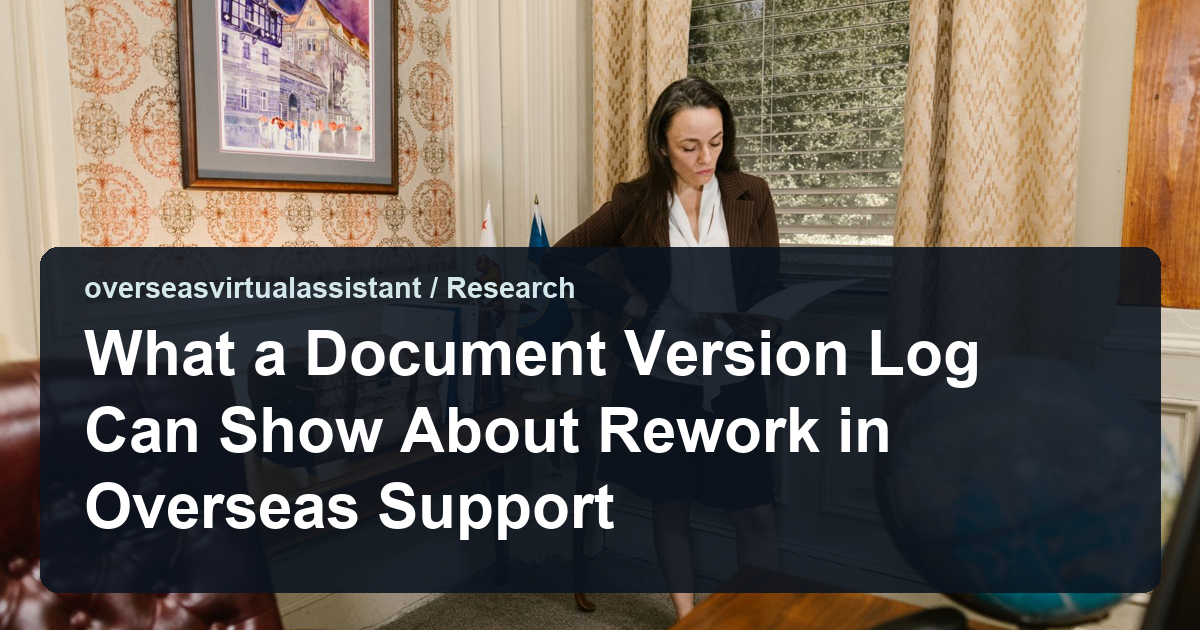 overseasvirtualassistant / Research
What a Document Version Log
Can Show About Rework in
Overseas Support